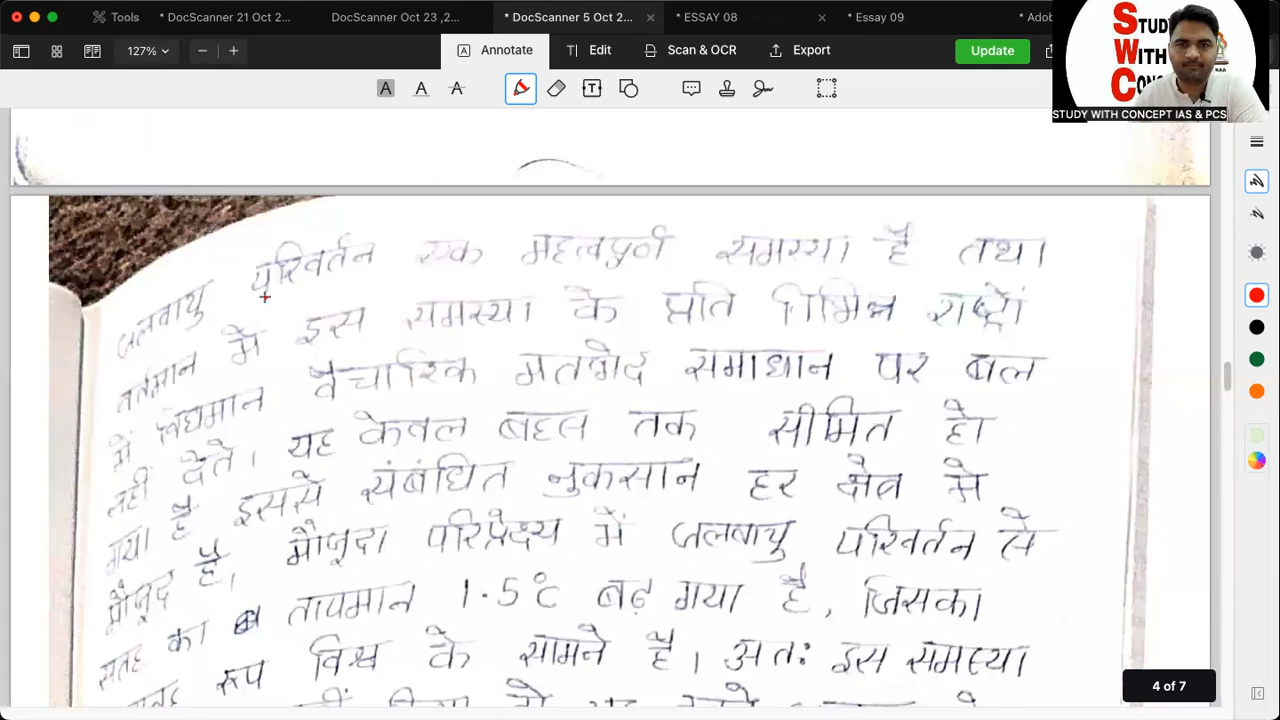 Tools
* DocScanner 21 Oct 2...
DocScanner Oct 23 ,2...
* DocScanner 5 Oct 2...
* ESSAY 08
* Essay 09
* Adob
127%
Annotate
Edit
Scan & OCR
Export
Update
STUDY
WITH
CONC
STUDY WITH CONCEPT IAS & PCS
जलवायु परिवर्तन एक महत्वपूर्ण समस्या है तथा
वर्तमान में इस समस्या के प्रति विभिन्न राष्ट्रों
में विद्यमान वैचारिक मतभेद समाधान पर बल
नहीं देते। यह केवल बहस तक सीमित हो
गया है इससे संबंधित नुकसान हर क्षेत्र में
मौजूद है। मौजूदा परिप्रेक्ष्य में जलवायु परिवर्तन से
सतह का तापमान 1.5°C बढ़ गया है, जिसका
रूप विश्व के सामने है। अतः इस समस्या
4 of 7